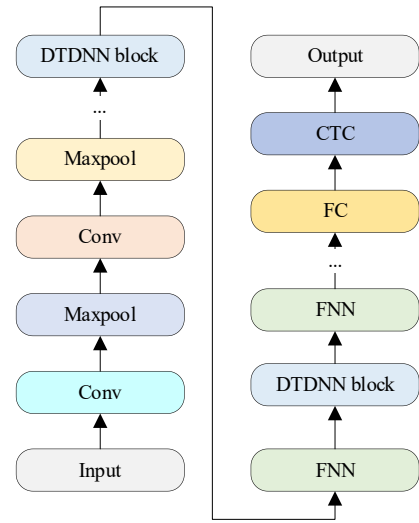 DTDNN block
...
Maxpool
Conv
Maxpool
Conv
Input
Output
CTC
FC
...
FNN
DTDNN block
FNN